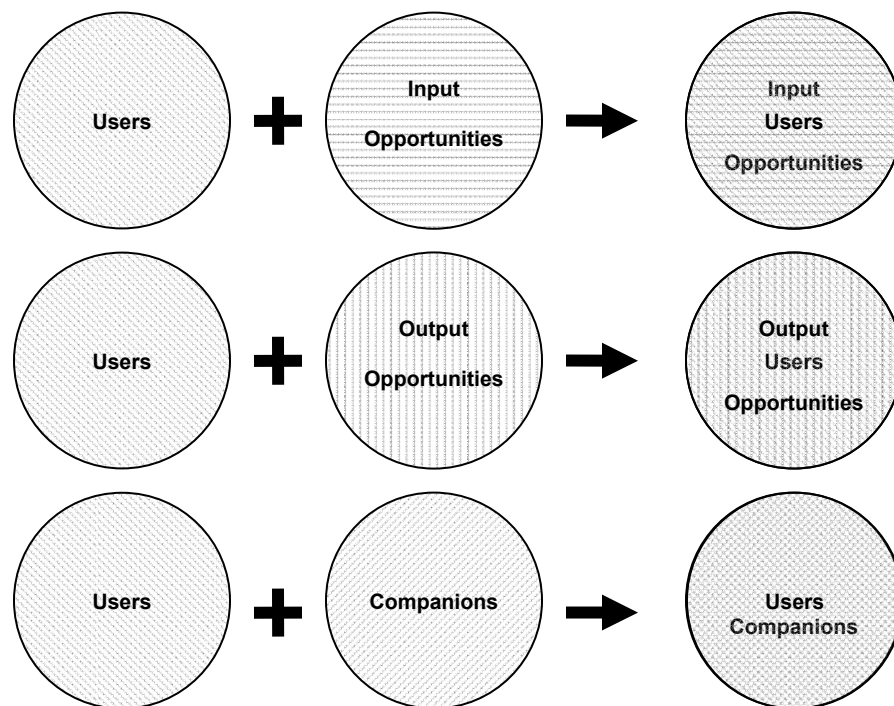 Users
Input
Opportunities
Input
Users
Opportunities
Users
Output
Opportunities
Output
Users
Opportunities
Users
Companions
Users
Companions